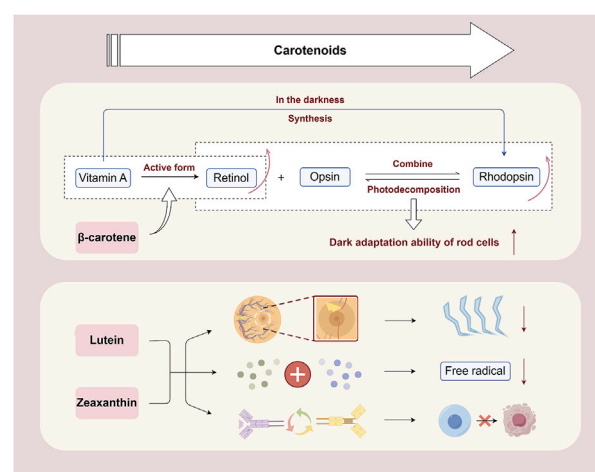 Carotenoids
In the darkness
Synthesis
Vitamin A
Active form
Retinol
+
Opsin
Combine
Photodecomposition
Rhodopsin
β-carotene
Dark adaptation ability of rod cells
Lutein
Zeaxanthin
Free radical